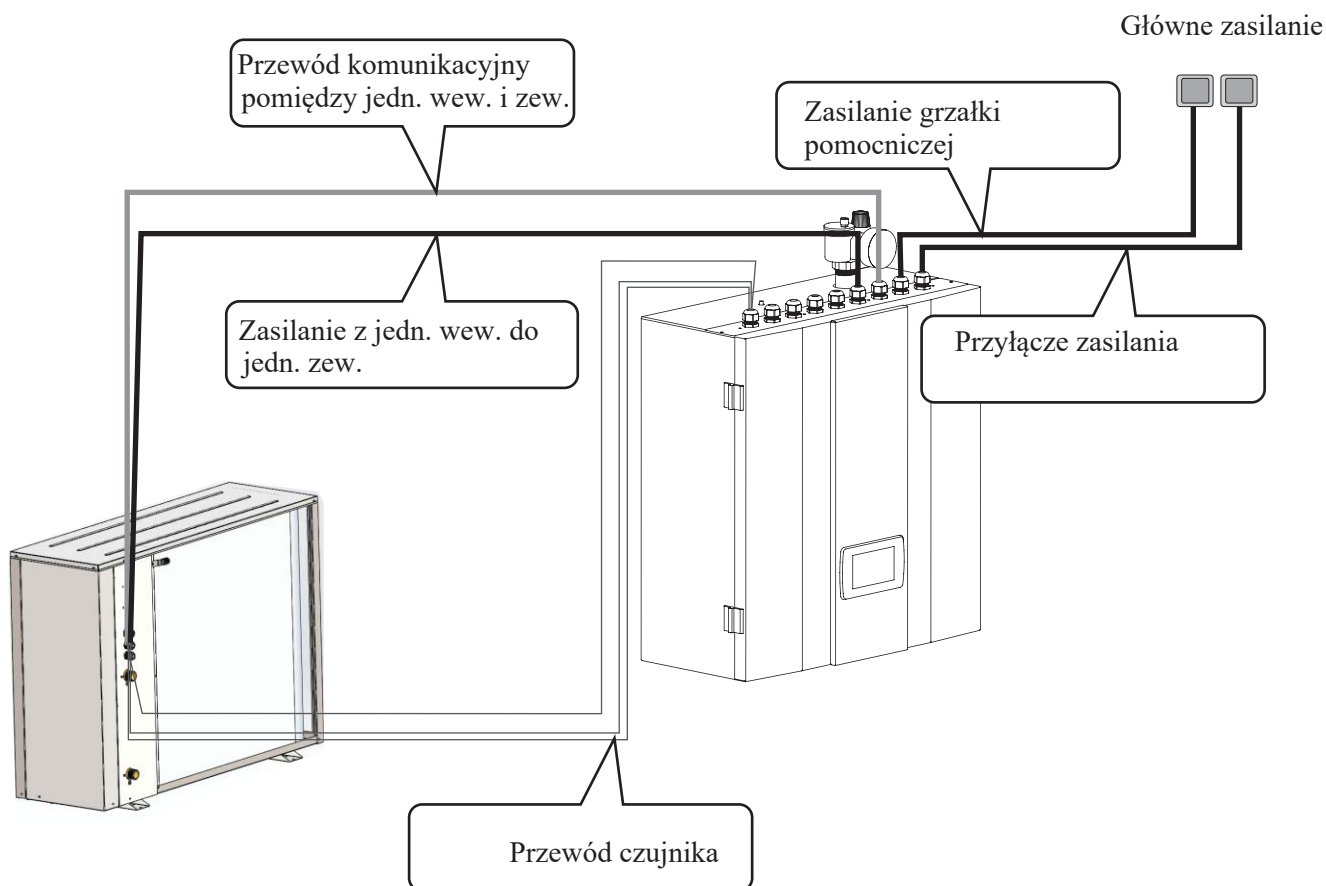 Główne zasilanie
Przewód komunikacyjny
pomiędzy jedn. wew. i zew.
Zasilanie grzałki
pomocniczej
Zasilanie z jedn. wew. do
jedn. zew.
Przyłącze zasilania
Przewód czujnika